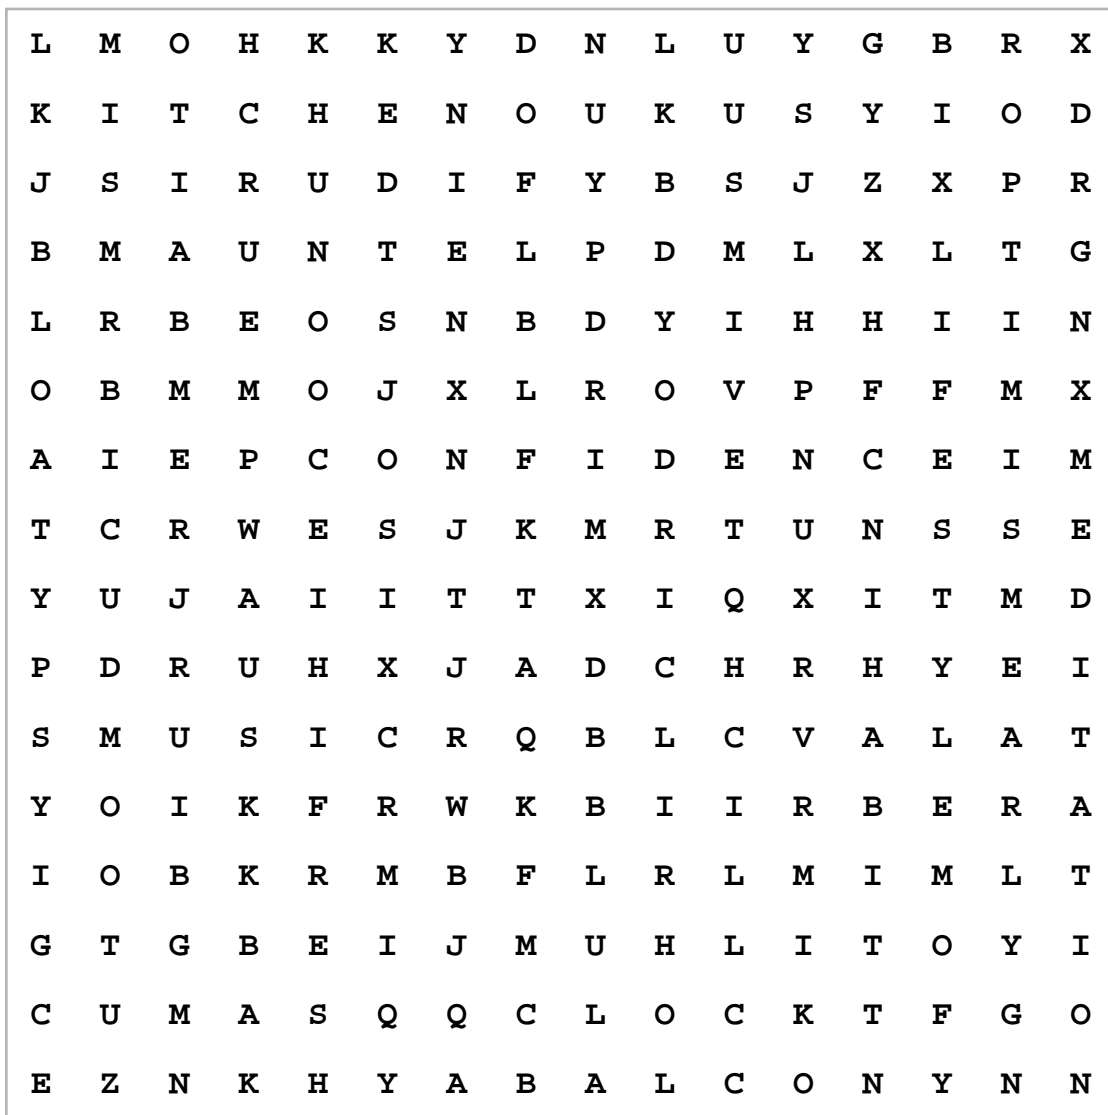 L M O H K K Y D N L U Y G B R X
K I T C H E N O U K U S Y I O D
J S I R U D I F Y B S J Z X P R
B M A U N T E L P D M L X L T G
L R B E O S N B D Y I H H I I N
O B M M O J X L R O V P F F M X
A I E P C O N F I D E N C E I M
T C R W E S J K M R T U N S S E
Y U J A I I T T X I Q X I T M D
P D R U H X J A D C H R H Y E I
S M U S I C R Q B L C V A L A T
Y O I K F R W K B I I R B E R A
I O B K R M B F L R L M I M L T
G T G B E I J M U H L I T O Y I
C U M A S Q Q C L O C K T F G O
E Z N K H Y A B A L C O N Y N N